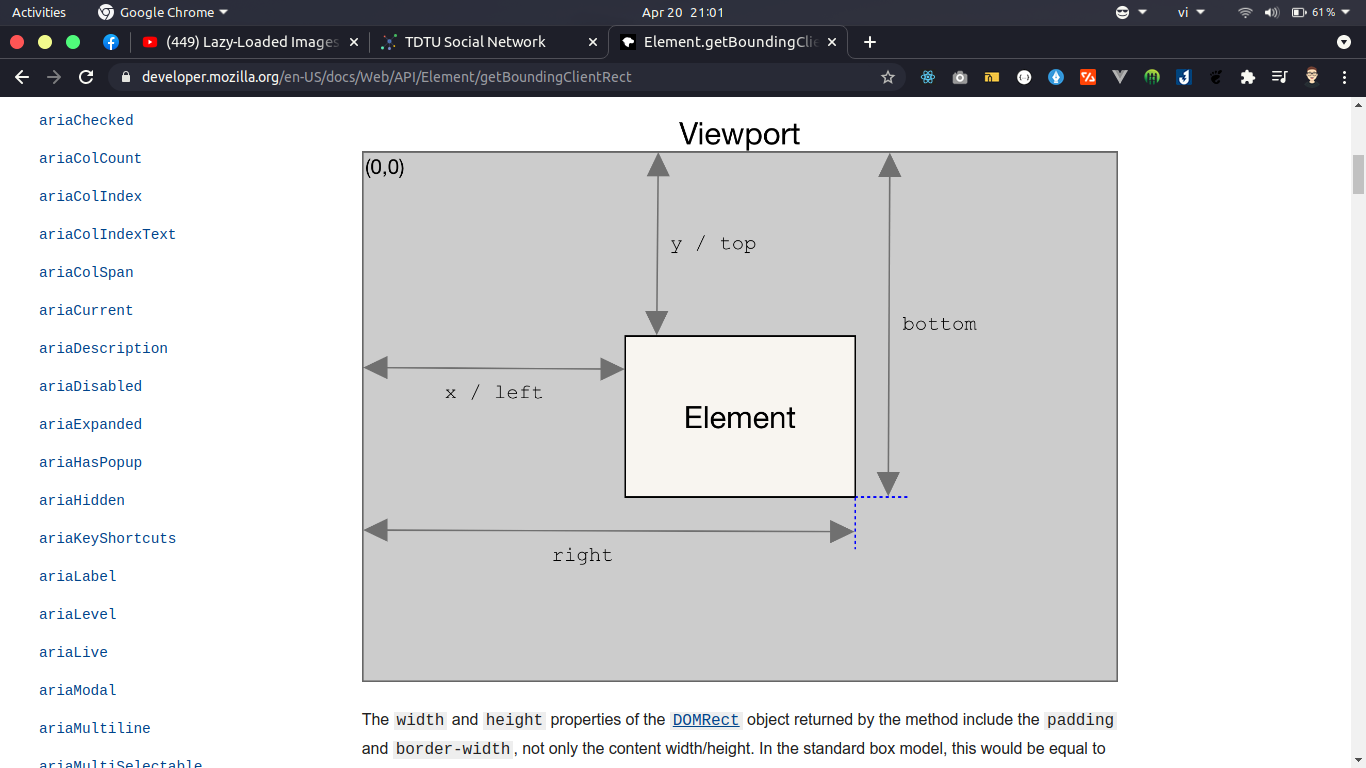 Activities Google Chrome Apr 20 21:01 vi 61%
(449) Lazy-Loaded Images TDTU Social Network Element.getBoundingClie
developer.mozilla.org/en-US/docs/Web/API/Element/getBoundingClientRect
ariaChecked
ariaColCount
ariaColIndex
ariaColIndexText
ariaColSpan
ariaCurrent
ariaDescription
ariaDisabled
ariaExpanded
ariaHasPopup
ariaHidden
ariaKeyShortcuts
ariaLabel
ariaLevel
ariaLive
ariaModal
ariaMultiline
ariaMultiSelectable
Viewport
(0,0)
y / top
bottom
x / left
Element
right
The width and height properties of the DOMRect object returned by the method include the padding
and border-width, not only the content width/height. In the standard box model, this would be equal to